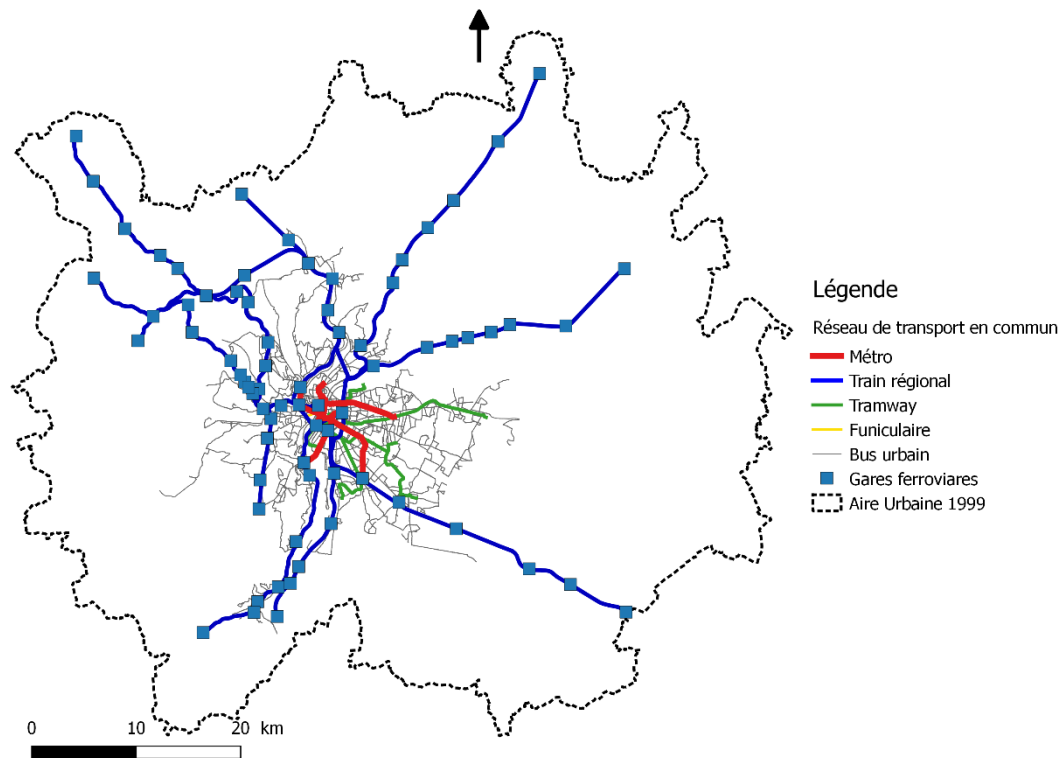 Légende
Réseau de transport en commun
Métro
Train régional
Tramway
Funiculaire
Bus urbain
Gares ferroviares
Aire Urbaine 1999
0 10 20 km